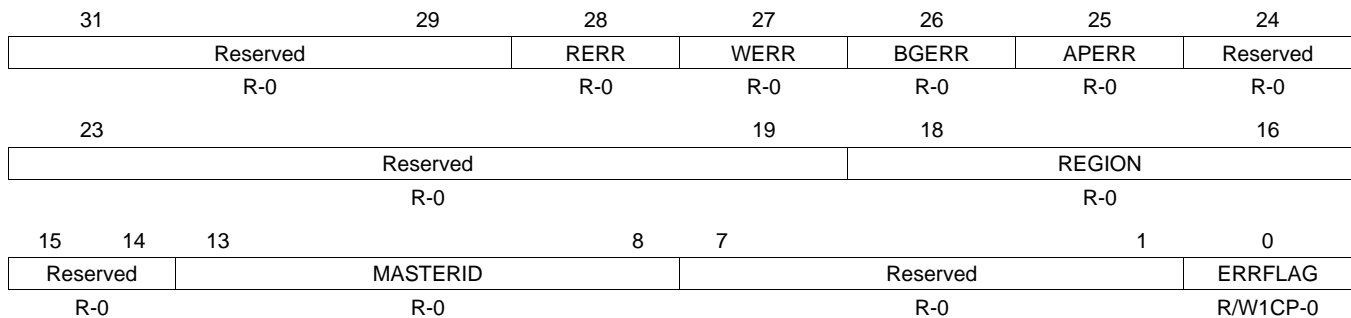 31 29 28 27 26 25 24
Reserved RERR WERR BGERR APERR Reserved
R-0 R-0 R-0 R-0 R-0 R-0
23 19 18 16
Reserved REGION
R-0 R-0
15 14 13 8 7 1 0
Reserved MASTERID Reserved ERRFLAG
R-0 R-0 R-0 R/W1CP-0